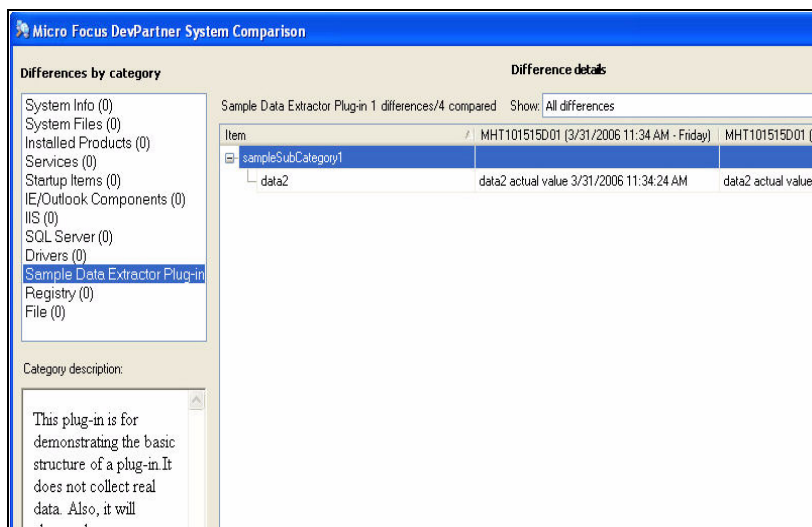 Micro Focus DevPartner System Comparison
Differences by category
System Info (0)
System Files (0)
Installed Products (0)
Services (0)
Startup Items (0)
IE/Outlook Components (0)
IIS (0)
SQL Server (0)
Drivers (0)
Sample Data Extractor Plug-in
Registry (0)
File (0)
Category description:
This plug-in is for
demonstrating the basic
structure of a plug-in.It
does not collect real
data. Also, it will
Difference details
Sample Data Extractor Plug-in 1 differences/4 compared Show: All differences
Item MHT101515D01 (3/31/2006 11:34 AM - Friday) MHT101515D01 (
sampleSubCategory1
data2 data2 actual value 3/31/2006 11:34:24 AM data2 actual value